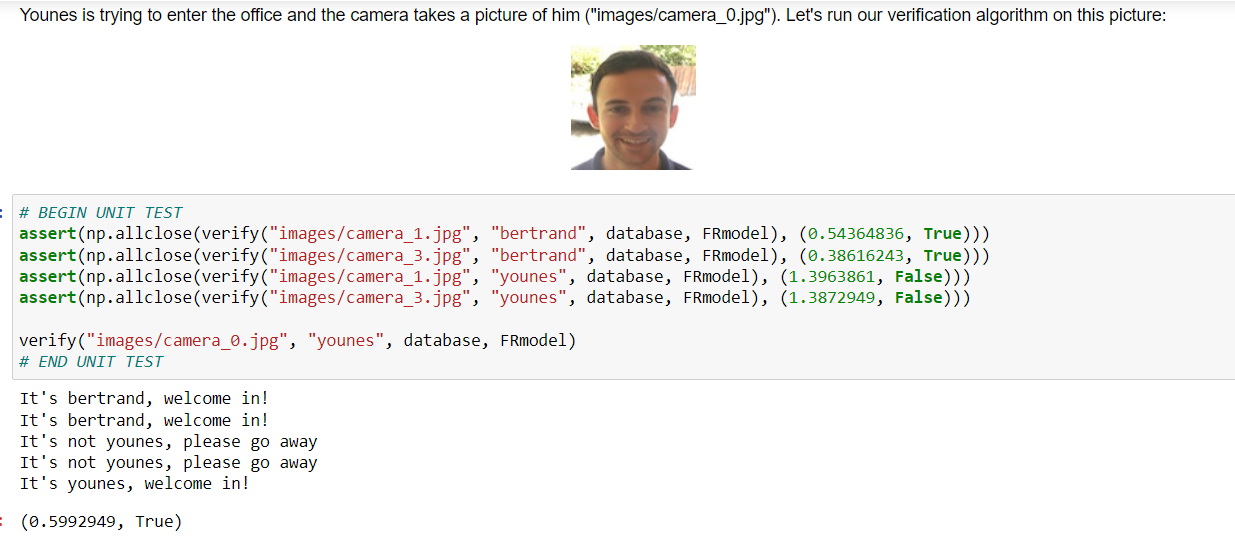 Younes is trying to enter the office and the camera takes a picture of him ("images/camera_0.jpg"). Let's run our verification algorithm on this picture:
# BEGIN UNIT TEST
assert(np.allclose(verify("images/camera_1.jpg", "bertrand", database, FRmodel), (0.54364836, True)))
assert(np.allclose(verify("images/camera_3.jpg", "bertrand", database, FRmodel), (0.38616243, True)))
assert(np.allclose(verify("images/camera_1.jpg", "younes", database, FRmodel), (1.3963861, False)))
assert(np.allclose(verify("images/camera_3.jpg", "younes", database, FRmodel), (1.3872949, False)))
verify("images/camera_0.jpg", "younes", database, FRmodel)
# END UNIT TEST
It's bertrand, welcome in!
It's bertrand, welcome in!
It's not younes, please go away
It's not younes, please go away
It's younes, welcome in!
(0.5992949, True)